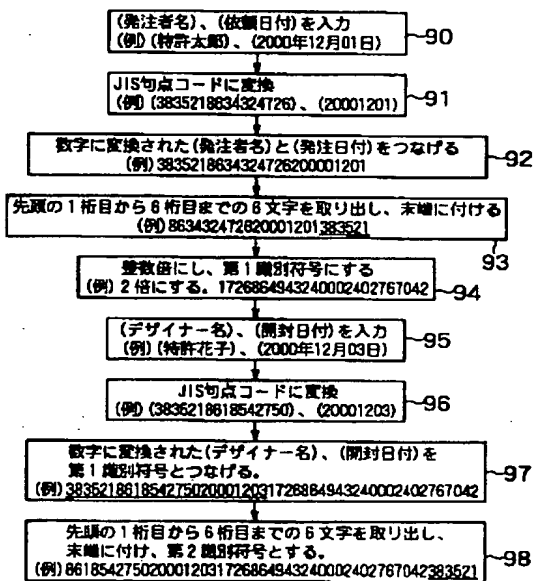 (発注者名)、(依頼日付)を入力
(例)(特許太郎)、(2000年12月01日)
90
JIS句点コードに変換
(例)(3835218634324726)、(20001201)
91
数字に変換された(発注者名)と(発注日付)をつなげる
(例)3835218634324726200001201
92
先頭の1桁目から6桁目までの6文字を取り出し、末端に付ける
(例)863432472620001201383521
93
整数倍にし、第1識別符号にする
(例)2倍にする。1726864943240002402767042
94
(デザイナー名)、(開封日付)を入力
(例)(特許花子)、(2000年12月03日)
95
JIS句点コードに変換
(例)(3835218618542750)、(20001203)
96
数字に変換された(デザイナー名)、(開封日付)を
第1識別符号とつなげる。
(例)3835218618542750200012031726864943240002402767042
97
先頭の1桁目から6桁目までの6文字を取り出し、
末端に付け、第2識別符号とする。
(例)8618542750200012031726864943240002402767042383521
98